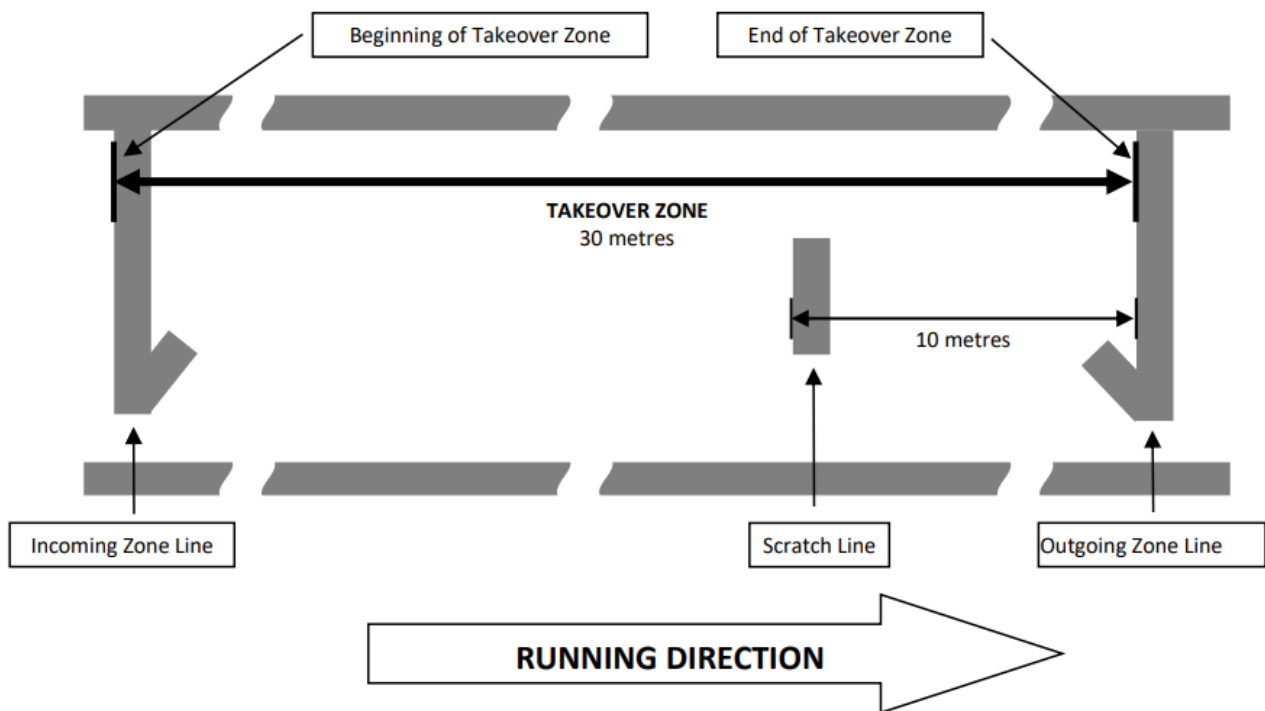 Beginning of Takeover Zone
End of Takeover Zone
TAKEOVER ZONE
30 metres
10 metres
Incoming Zone Line
Scratch Line
Outgoing Zone Line
RUNNING DIRECTION